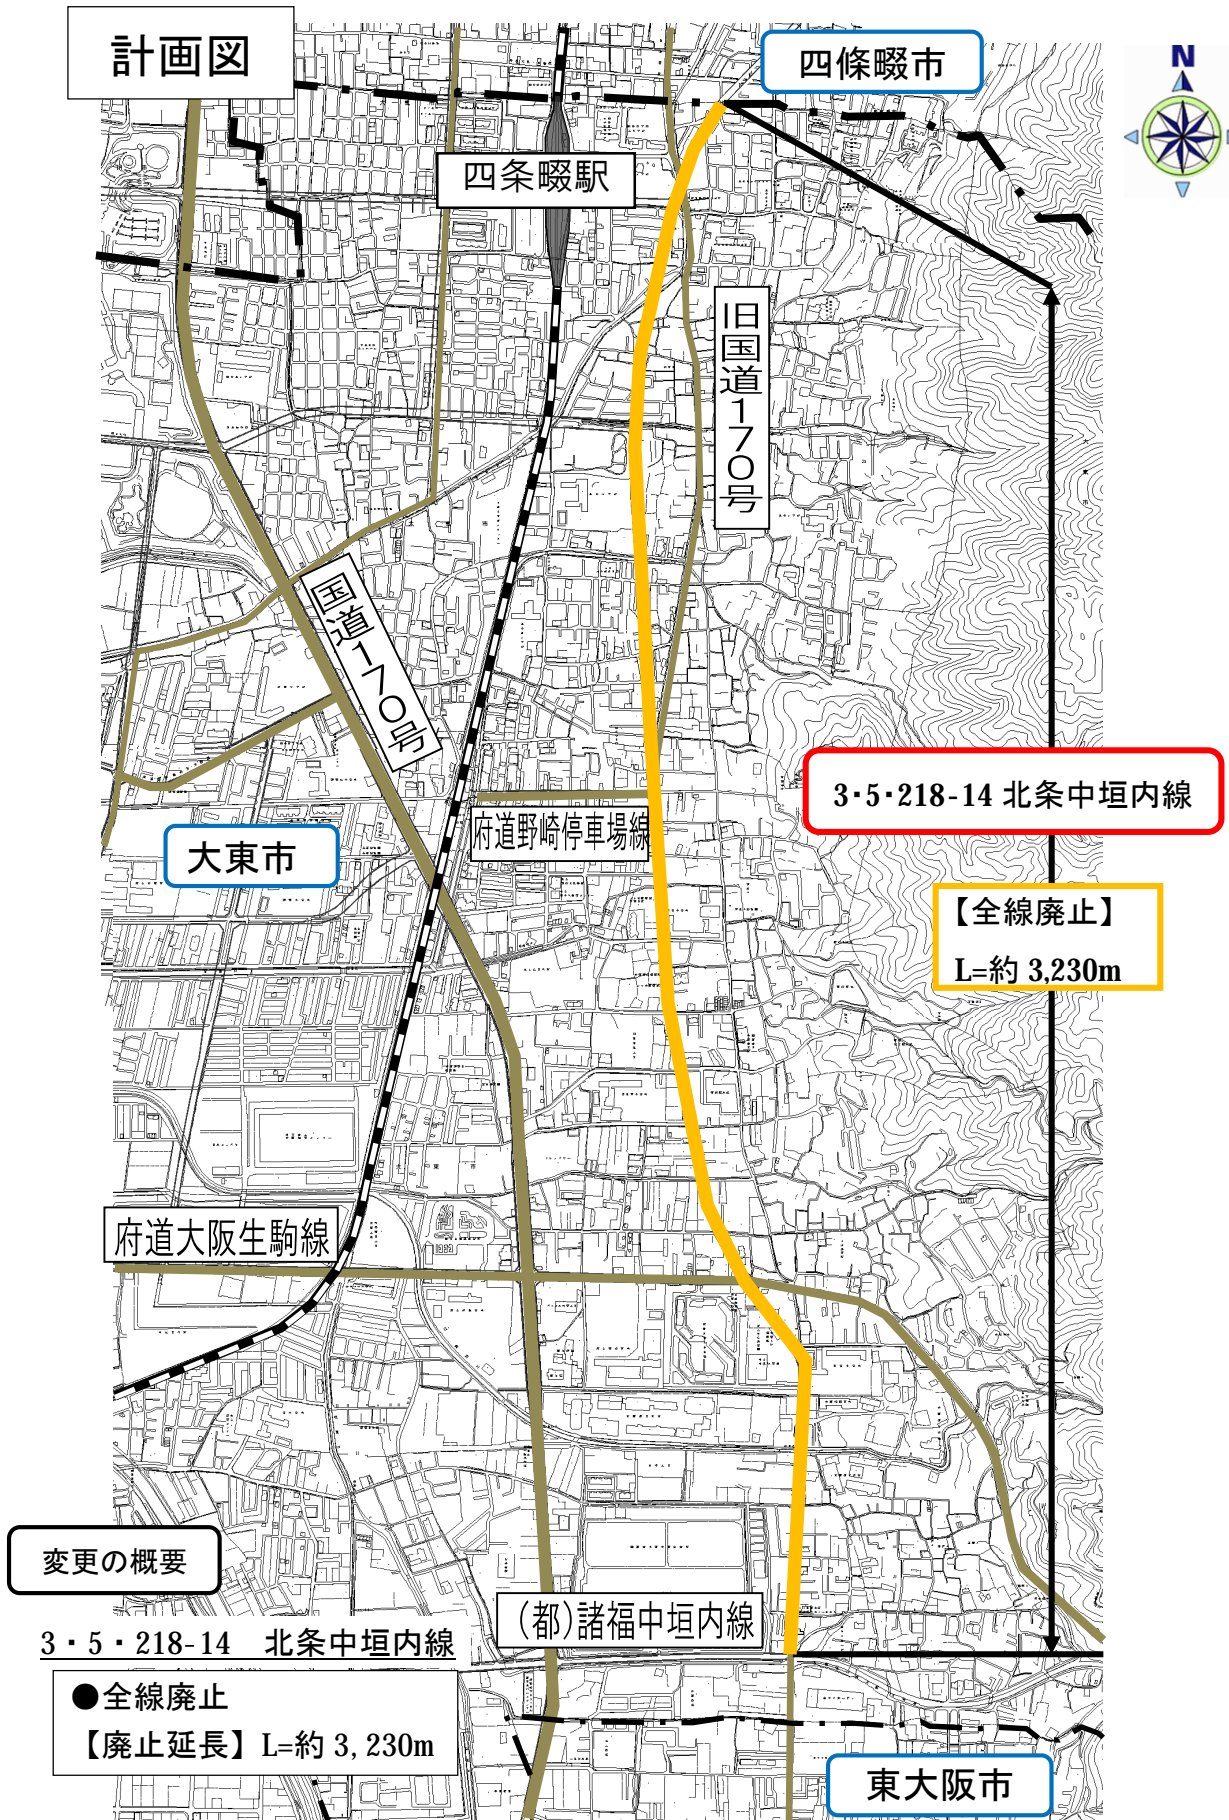 計画図
四條畷市
N
四条畷駅
旧国道170号
国道170号
3・5・218-14 北条中垣内線
府道野崎停車場線
大東市
【全線廃止】
L=約 3,230m
府道大阪生駒線
変更の概要
(都)諸福中垣内線
3・5・218-14 北条中垣内線
●全線廃止
【廃止延長】L=約 3,230m
東大阪市